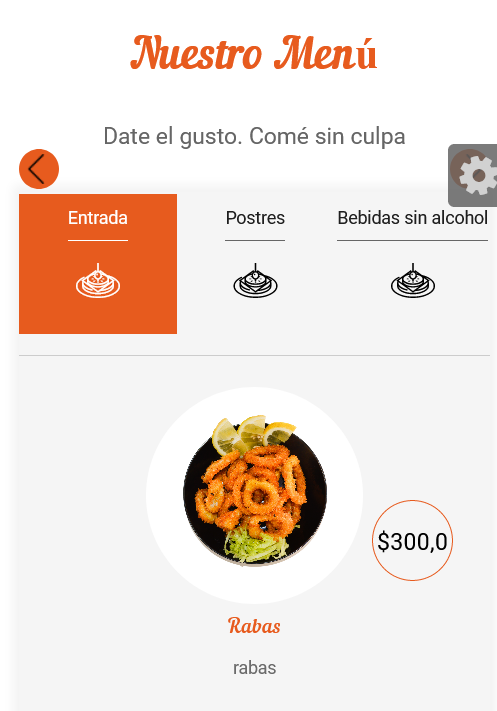 Nuestro Menú
Date el gusto. Comé sin culpa
Entrada
Postres
Bebidas sin alcohol
$300,0
Rabas
rabas